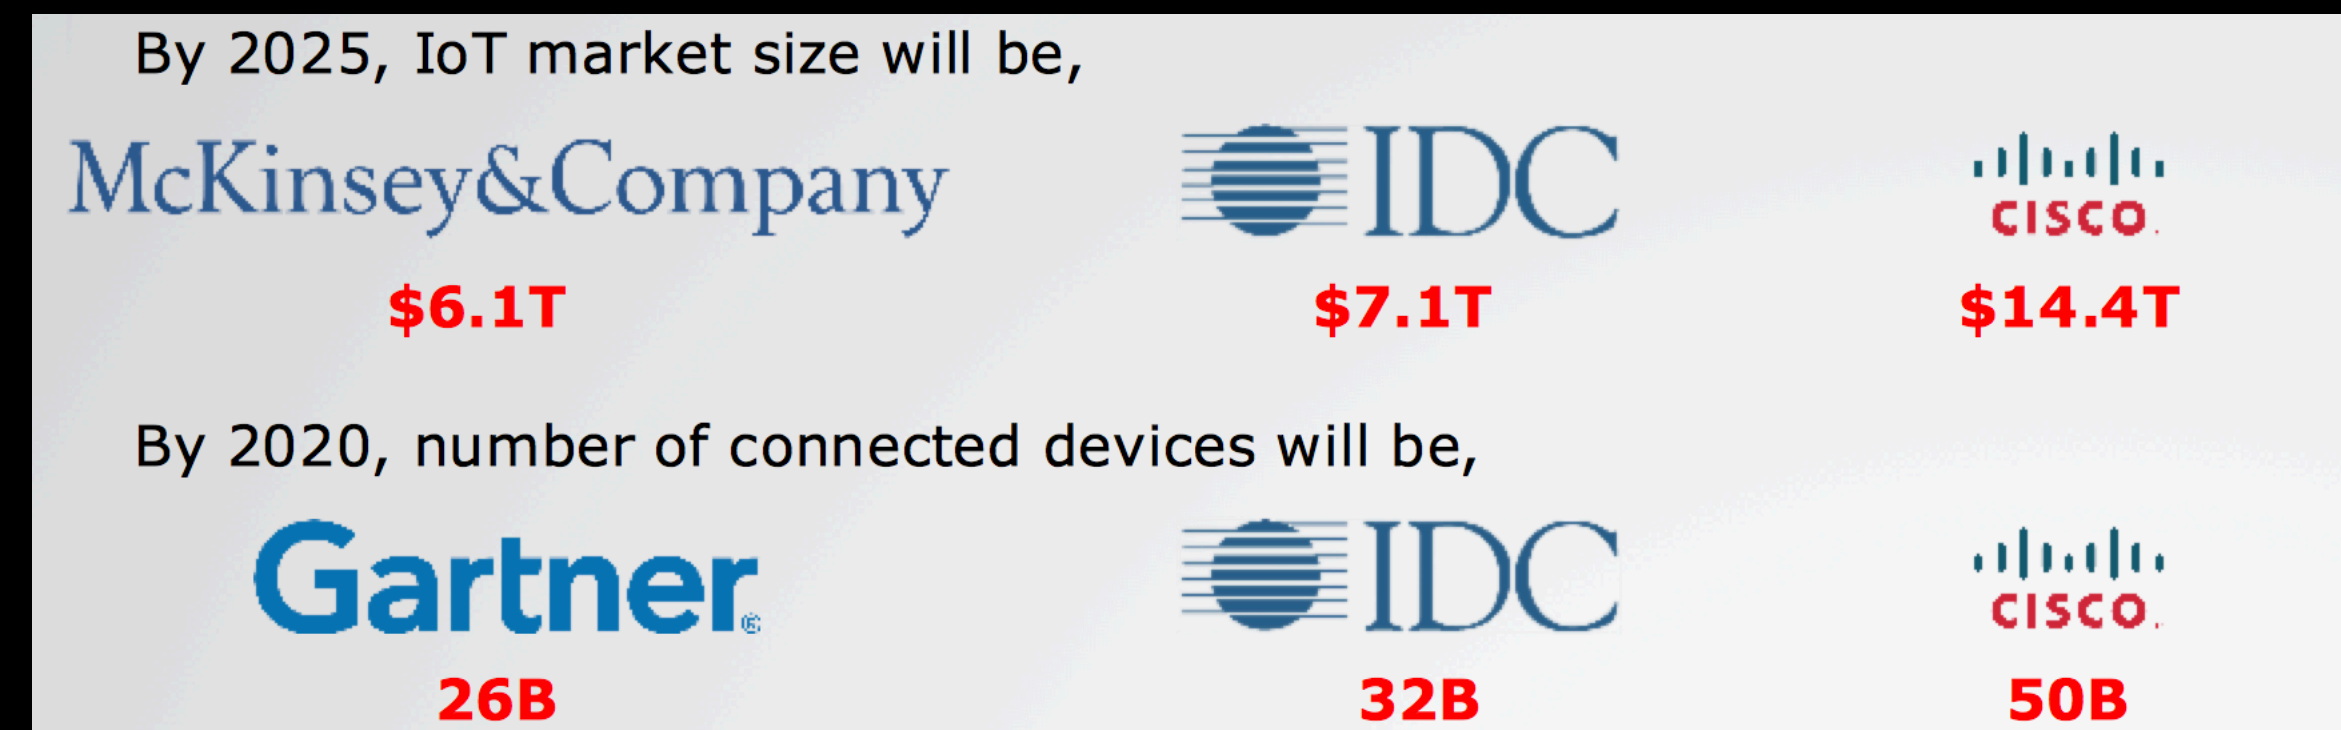 By 2025, IoT market size will be,
McKinsey&Company IDC CISCO.
$6.1T $7.1T $14.4T
By 2020, number of connected devices will be,
Gartner® IDC CISCO.
26B 32B 50B